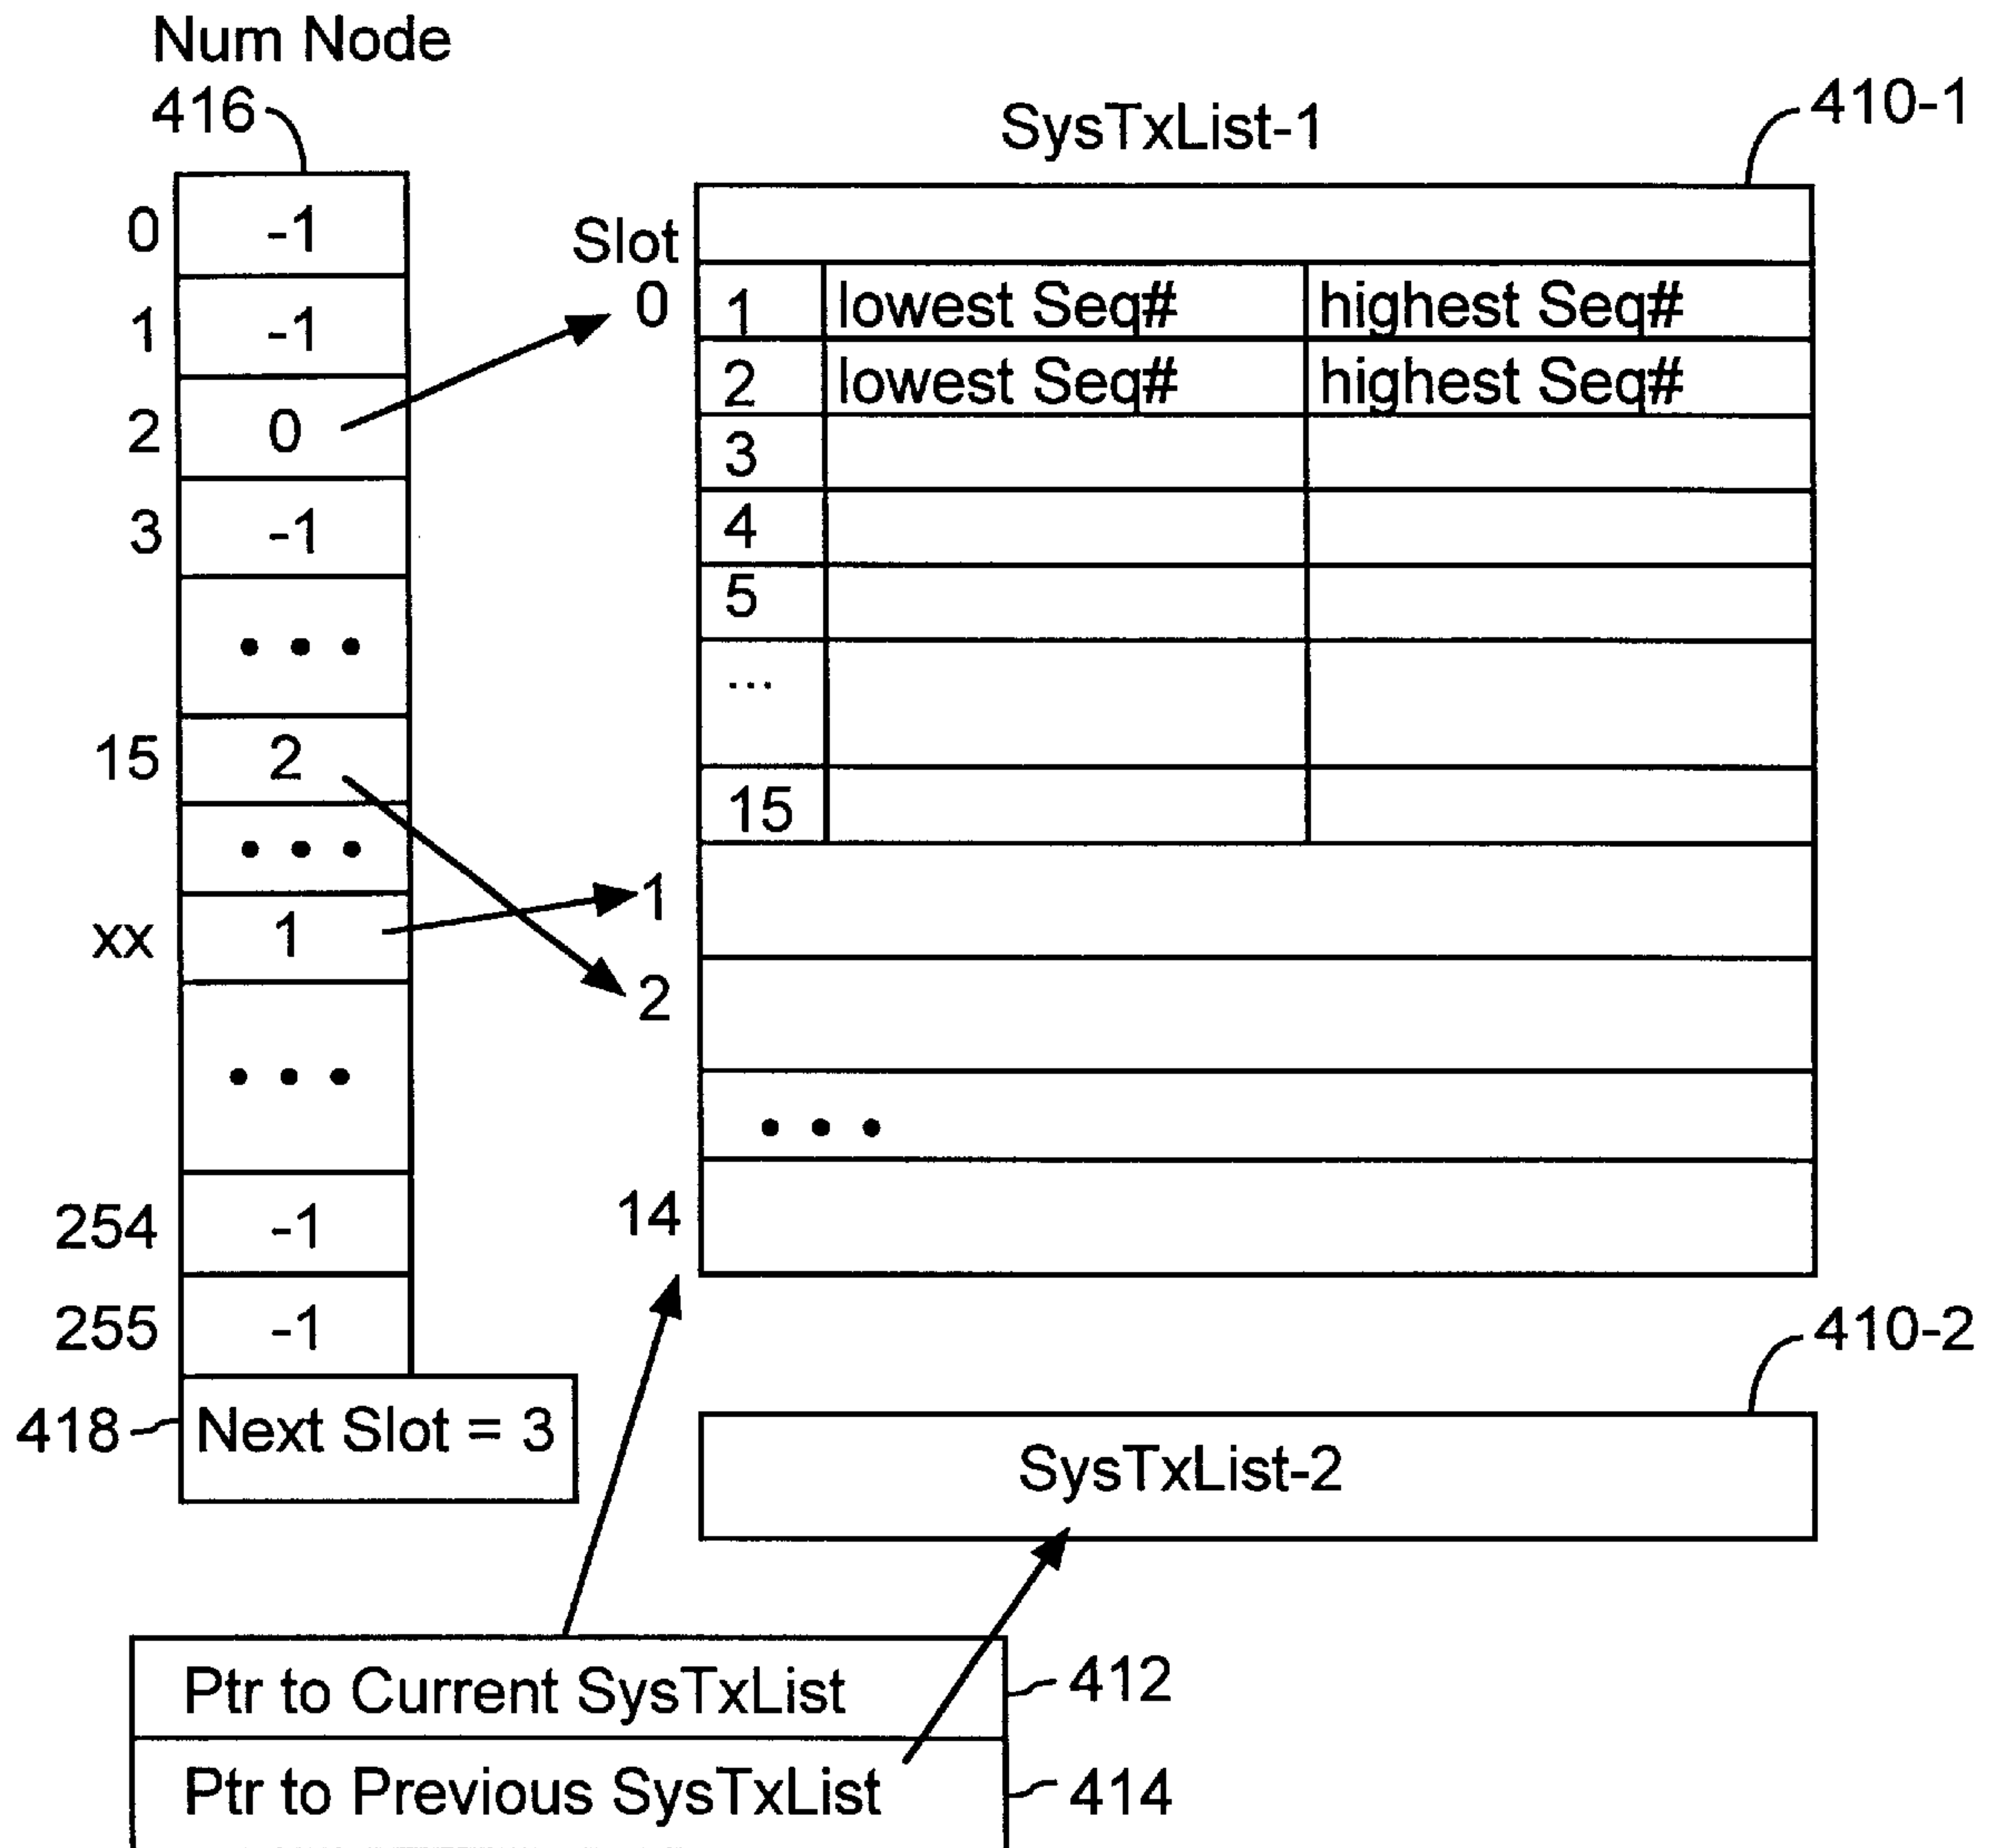 Num Node
416
0 -1
1 -1
2 0
3 -1
• • •
15 2
• • •
xx 1
• • •
254 -1
255 -1
418 Next Slot = 3
SysTxList-1
410-1
Slot
0 1 lowest Seq# highest Seq#
2 lowest Seq# highest Seq#
3
4
5
...
15
1
2
• • •
14
410-2
SysTxList-2
Ptr to Current SysTxList 412
Ptr to Previous SysTxList 414